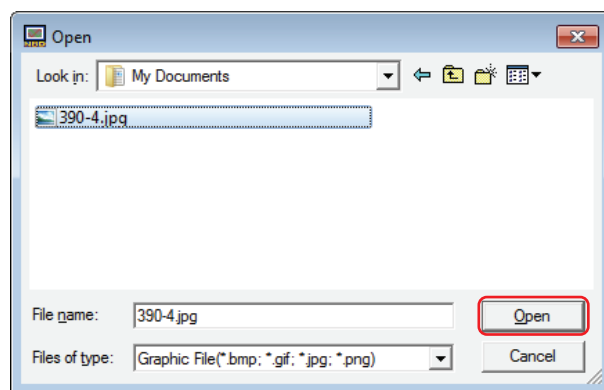 Open
Look in: My Documents
390-4.jpg
File name: 390-4.jpg Open
Files of type: Graphic File(*.bmp; *.gif; *.jpg; *.png) Cancel